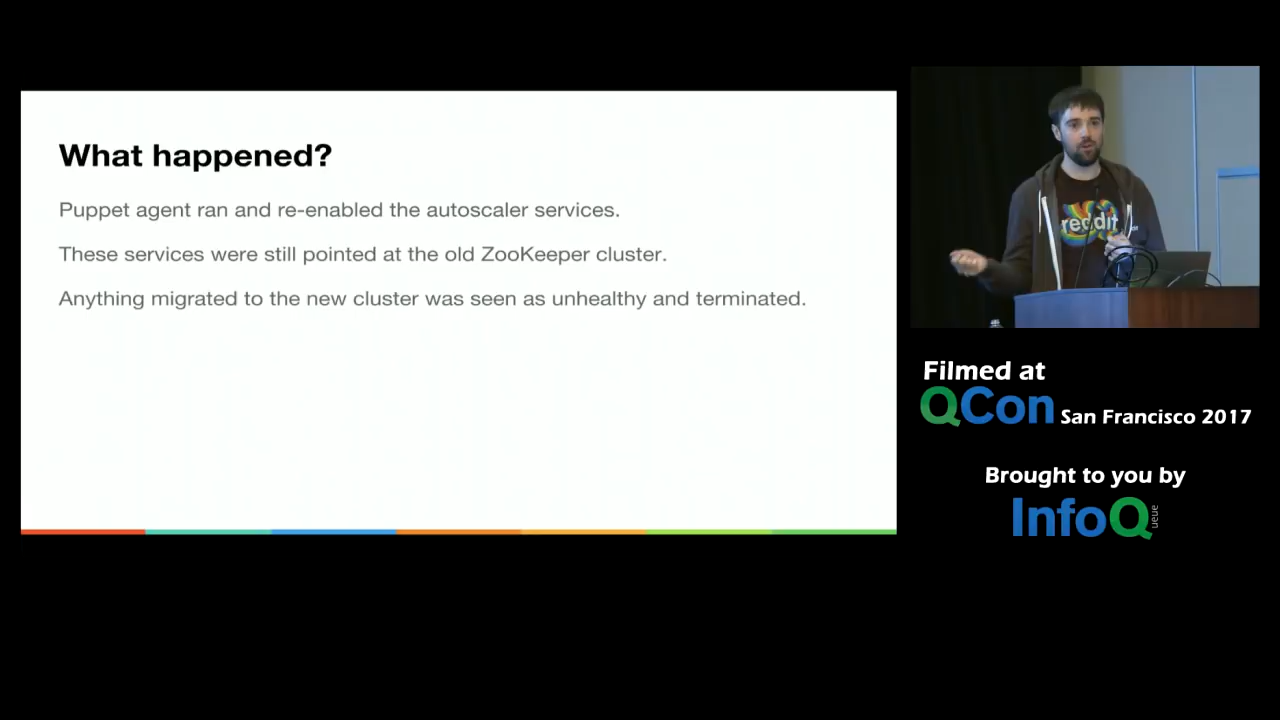 What happened?
Puppet agent ran and re-enabled the autoscaler services.
These services were still pointed at the old ZooKeeper cluster.
Anything migrated to the new cluster was seen as unhealthy and terminated.
reddit
Filmed at
QCon San Francisco 2017
Brought to you by
InfoQueue